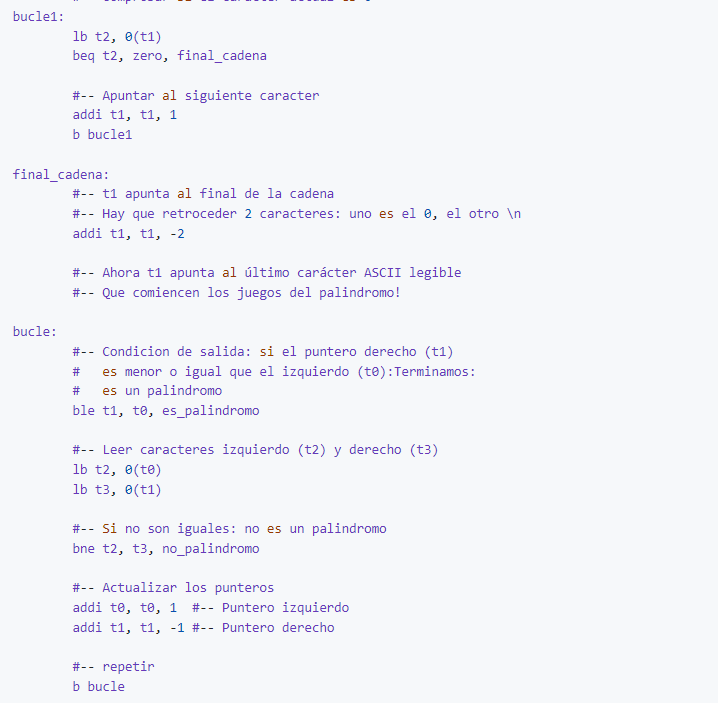 bucle1:
lb t2, 0(t1)
beq t2, zero, final_cadena
#-- Apuntar al siguiente caracter
addi t1, t1, 1
b bucle1
final_cadena:
#-- t1 apunta al final de la cadena
#-- Hay que retroceder 2 caracteres: uno es el 0, el otro \n
addi t1, t1, -2
#-- Ahora t1 apunta al último carácter ASCII legible
#-- Que comiencen los juegos del palindromo!
bucle:
#-- Condicion de salida: si el puntero derecho (t1)
#   es menor o igual que el izquierdo (t0):Terminamos:
#   es un palindromo
ble t1, t0, es_palindromo
#-- Leer caracteres izquierdo (t2) y derecho (t3)
lb t2, 0(t0)
lb t3, 0(t1)
#-- Si no son iguales: no es un palindromo
bne t2, t3, no_palindromo
#-- Actualizar los punteros
addi t0, t0, 1  #-- Puntero izquierdo
addi t1, t1, -1 #-- Puntero derecho
#-- repetir
b bucle